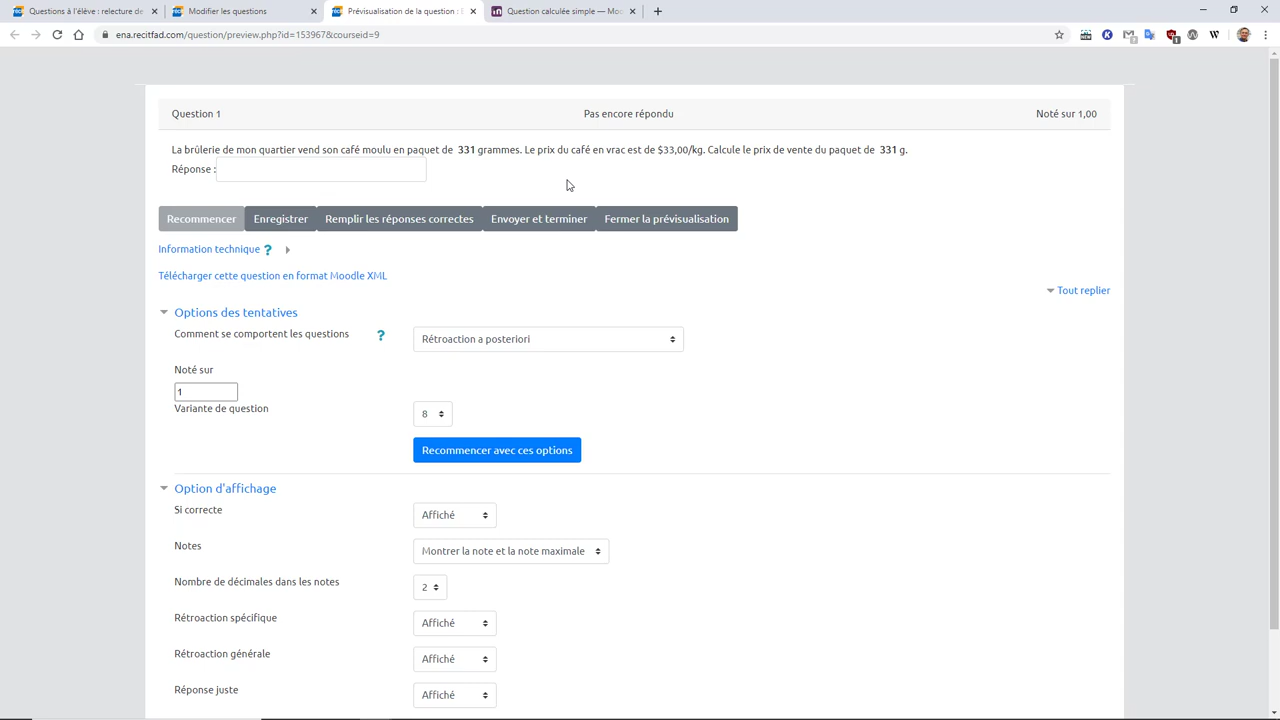 Questions à l'élève : relecture de
Modifier les questions
Prévisualisation de la question :
Question calculée simple — Moo
ena.recitfad.com/question/preview.php?id=153967&courseid=9
Question 1
Pas encore répondu
Noté sur 1,00
La brûlerie de mon quartier vend son café moulu en paquet de 331 grammes. Le prix du café en vrac est de $33,00/kg. Calcule le prix de vente du paquet de 331 g.
Réponse :
Recommencer
Enregistrer
Remplir les réponses correctes
Envoyer et terminer
Fermer la prévisualisation
Information technique ?
Télécharger cette question en format Moodle XML
Tout replier
Options des tentatives
Comment se comportent les questions ?
Rétroaction a posteriori
Noté sur
1
Variante de question
8
Recommencer avec ces options
Option d'affichage
Si correcte
Affiché
Notes
Montrer la note et la note maximale
Nombre de décimales dans les notes
2
Rétroaction spécifique
Affiché
Rétroaction générale
Affiché
Réponse juste
Affiché